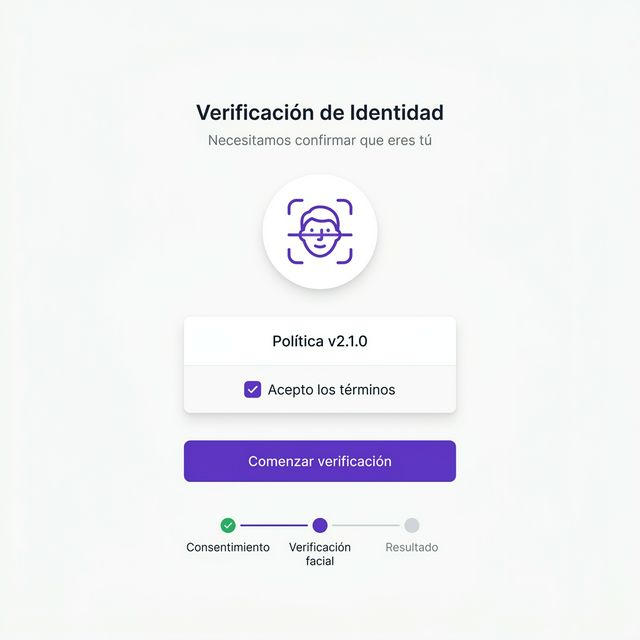 Verificación de Identidad
Necesitamos confirmar que eres tú
Política v2.1.0
Acepto los términos
Comenzar verificación
Consentimiento
Verificación
facial
Resultado